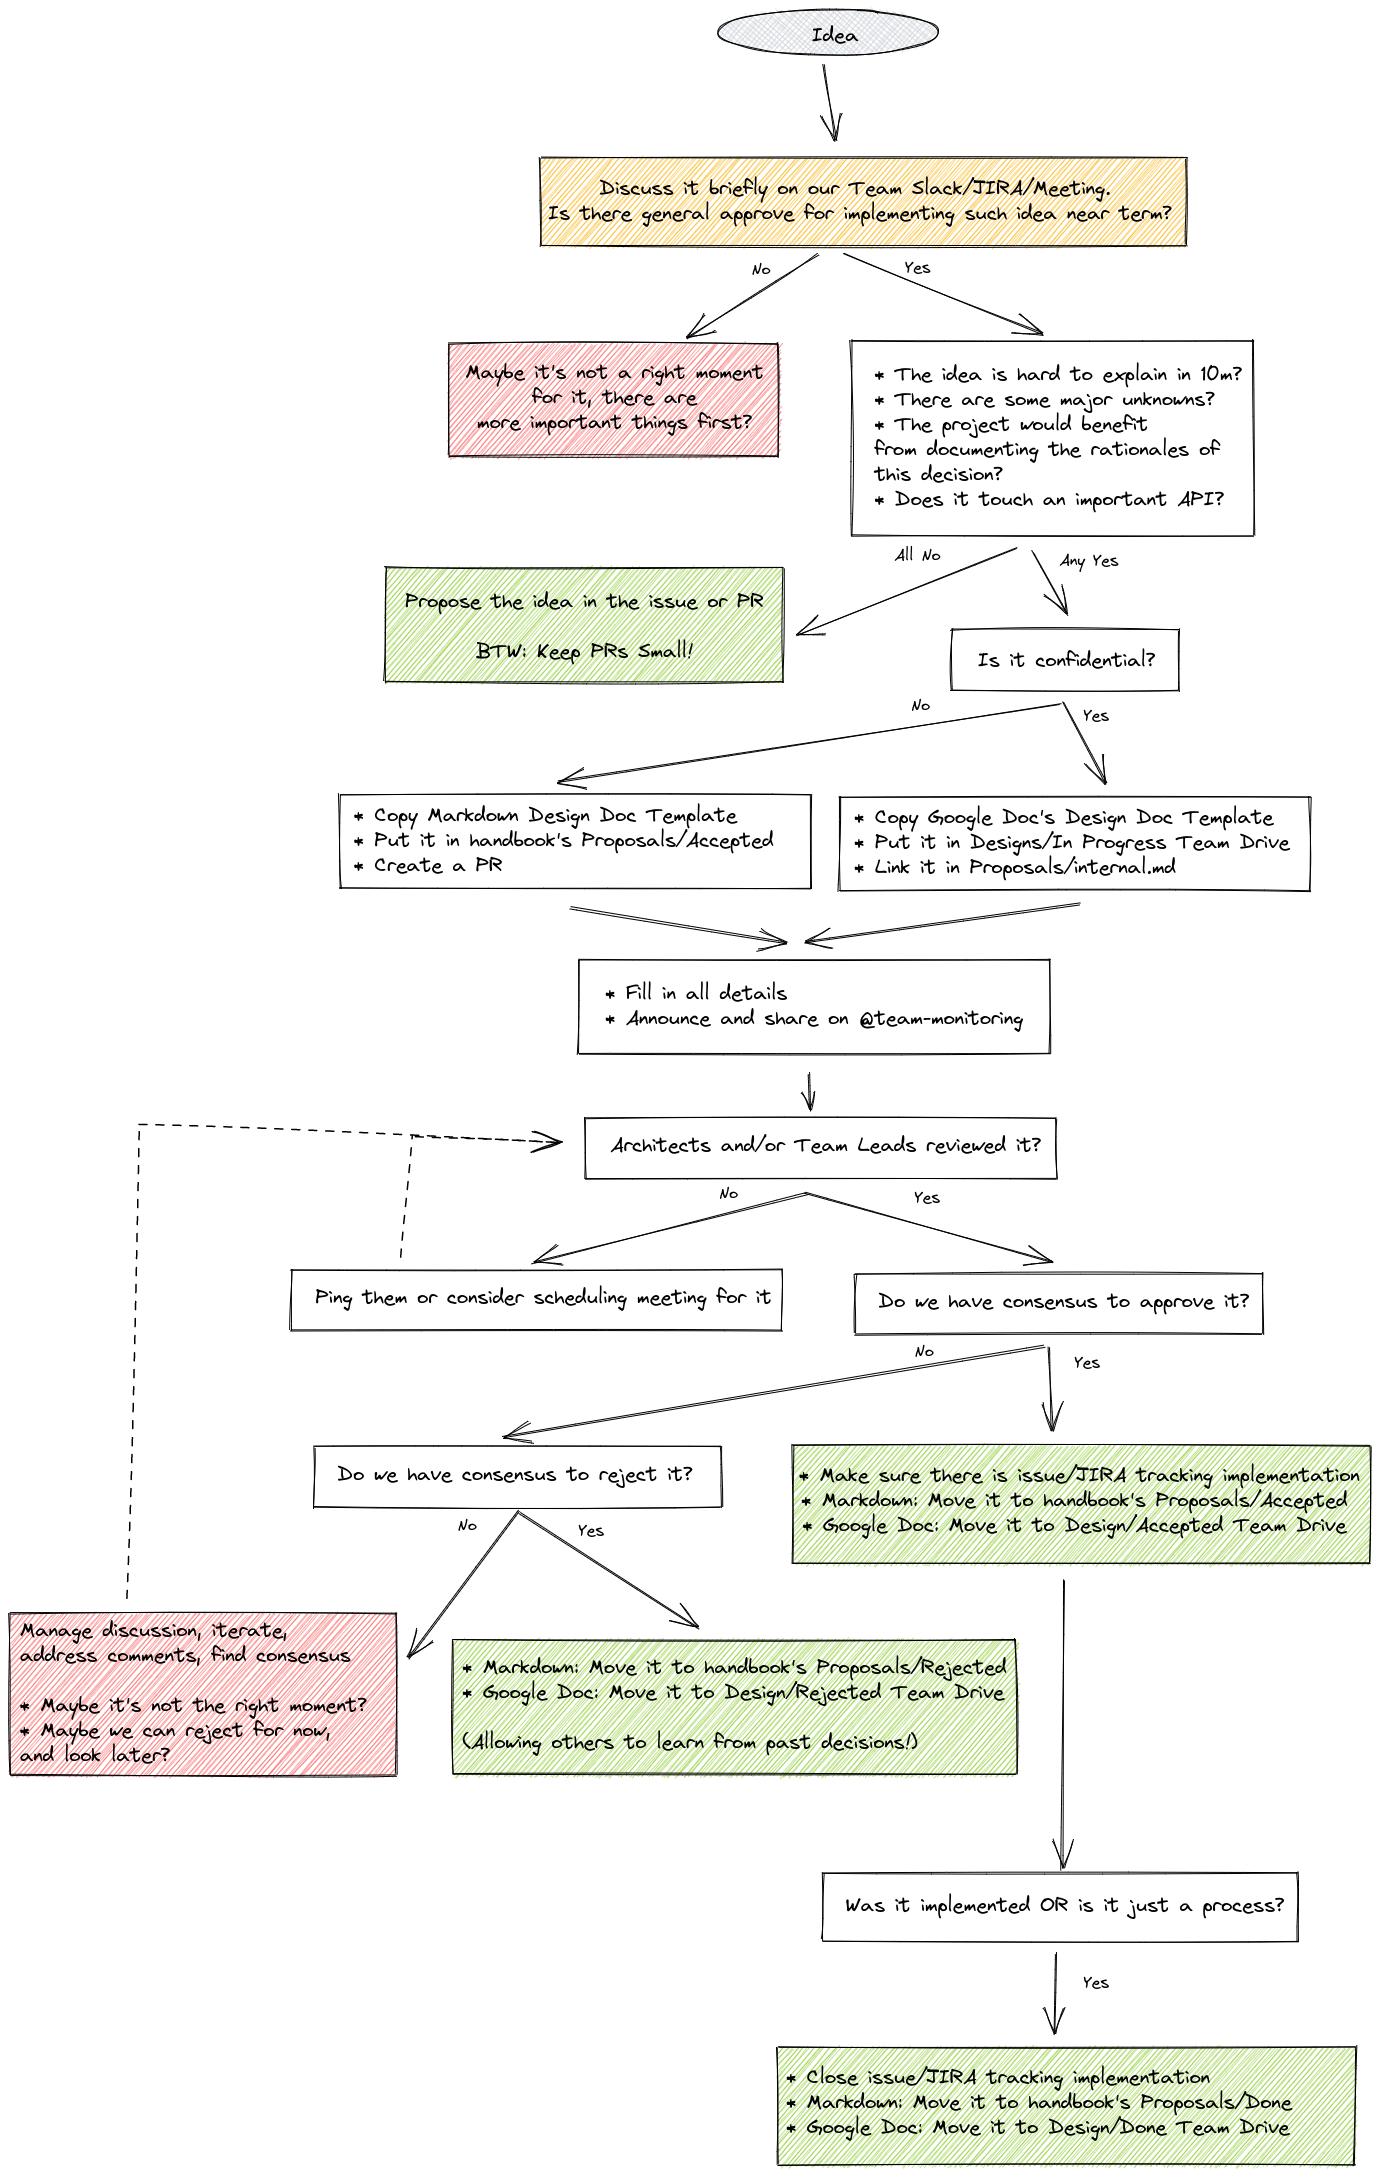 Idea
Discuss it briefly on our Team Slack/JIRA/Meeting.
Is there general approve for implementing such idea near term?
No
Yes
Maybe it's not a right moment
for it, there are
more important things first?
* The idea is hard to explain in 10m?
* There are some major unknowns?
* The project would benefit
from documenting the rationales of
this decision?
* Does it touch an important API?
All No
Any Yes
Propose the idea in the issue or PR
BTW: Keep PRs Small!
Is it confidential?
No
Yes
* Copy Markdown Design Doc Template
* Put it in handbook's Proposals/Accepted
* Create a PR
* Copy Google Doc's Design Doc Template
* Put it in Designs/In Progress Team Drive
* Link it in Proposals/internal.md
* Fill in all details
* Announce and share on @team-monitoring
Architects and/or Team Leads reviewed it?
No
Yes
Ping them or consider scheduling meeting for it
Do we have consensus to approve it?
No
Yes
Do we have consensus to reject it?
* Make sure there is issue/JIRA tracking implementation
* Markdown: Move it to handbook's Proposals/Accepted
* Google Doc: Move it to Design/Accepted Team Drive
No
Yes
Manage discussion, iterate,
address comments, find consensus
* Maybe it's not the right moment?
* Maybe we can reject for now,
and look later?
* Markdown: Move it to handbook's Proposals/Rejected
* Google Doc: Move it to Design/Rejected Team Drive
(Allowing others to learn from past decisions!)
Was it implemented OR is it just a process?
Yes
* Close issue/JIRA tracking implementation
* Markdown: Move it to handbook's Proposals/Done
* Google Doc: Move it to Design/Done Team Drive